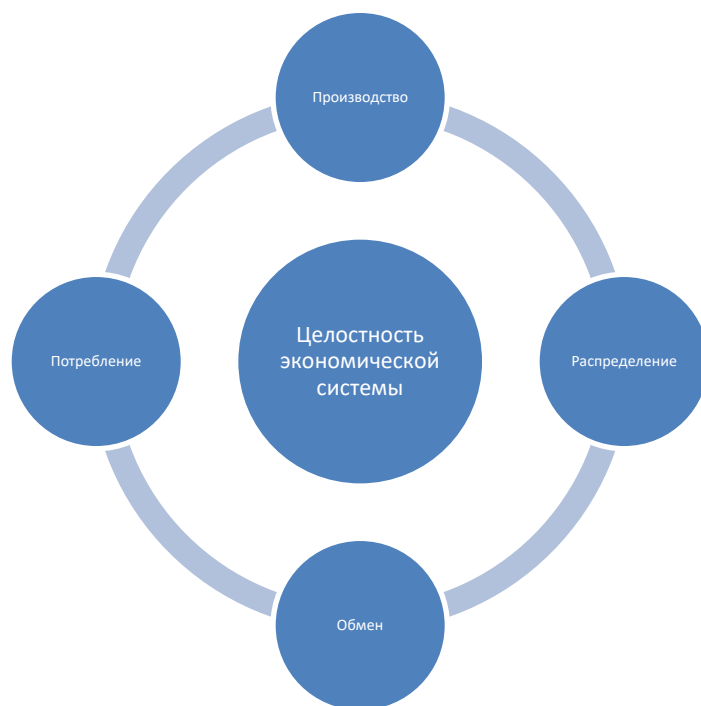 Производство
Потребление
Целостность
экономической
системы
Распределение
Обмен